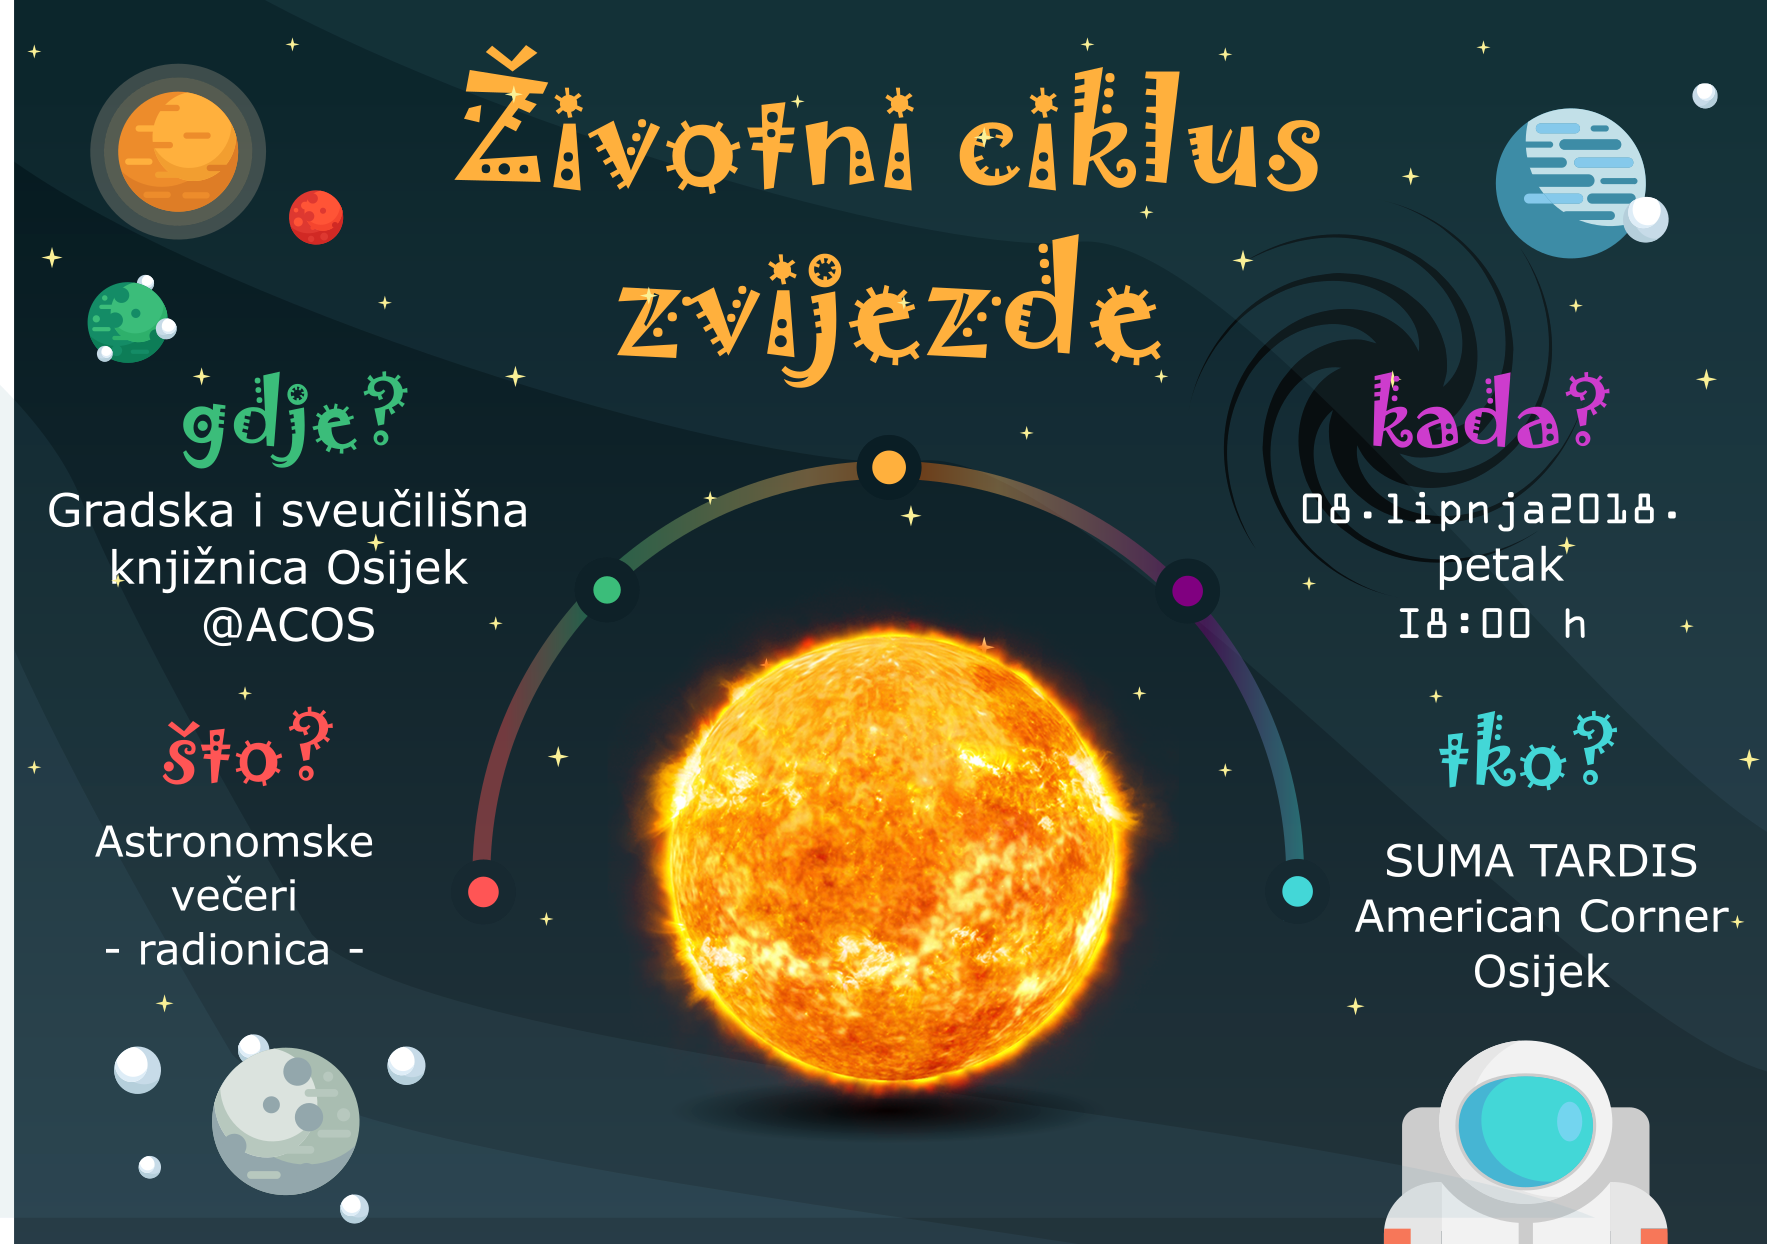 Životni ciklus
zvijezde
gdje?
Gradska i sveučilišna
knjižnica Osijek
@ACOS
kada?
08.lipnja2018.
petak
18:00 h
što?
Astronomske
večeri
- radionica -
tko?
SUMA TARDIS
American Corner
Osijek